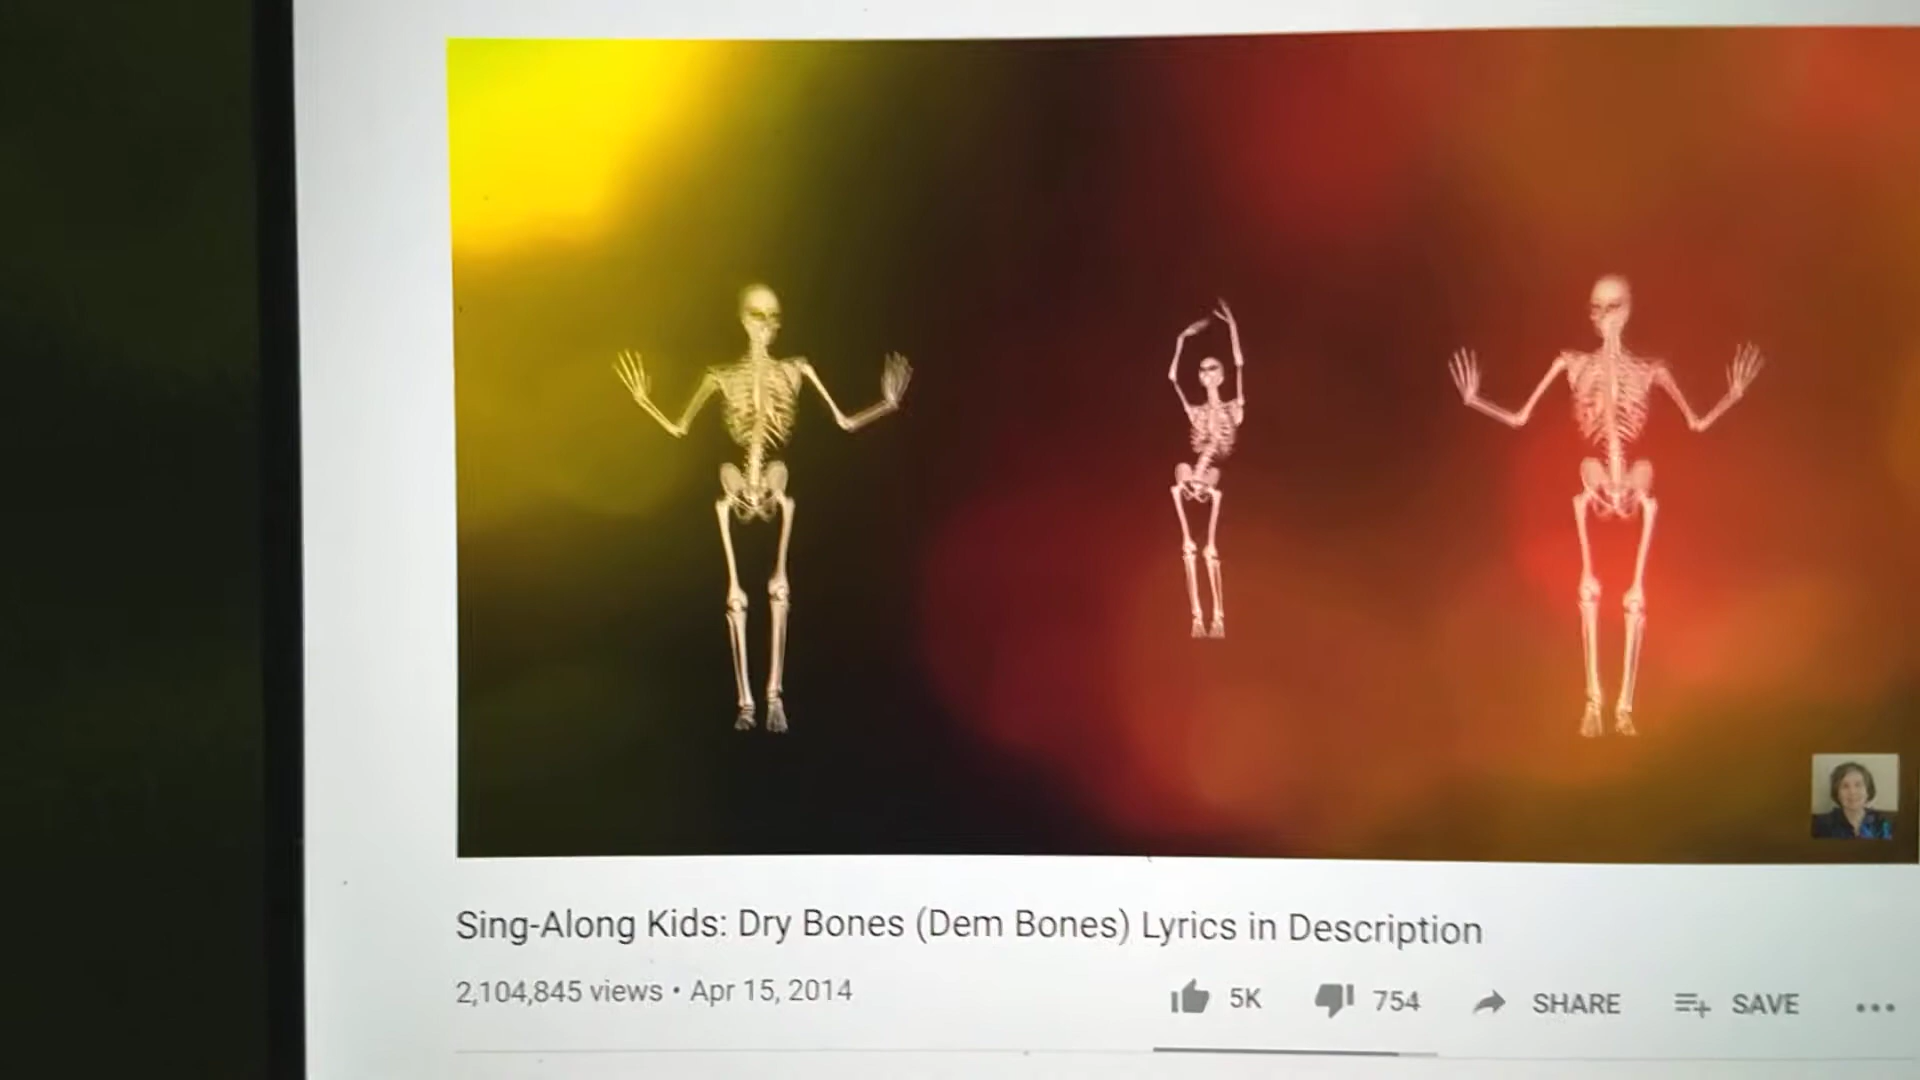 Sing-Along Kids: Dry Bones (Dem Bones) Lyrics in Description
2,104,845 views • Apr 15, 2014
5K 754 SHARE SAVE